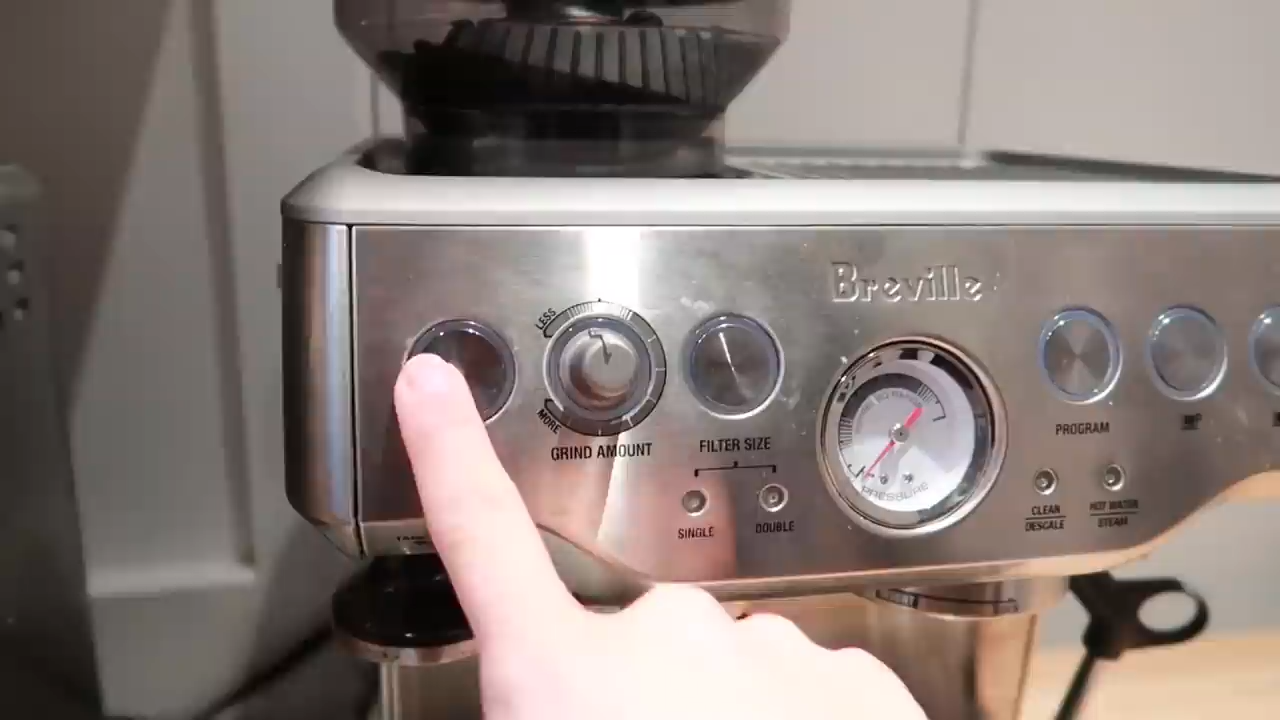 Breville
LESS
MORE
GRIND AMOUNT
FILTER SIZE
SINGLE
DOUBLE
PRESSURE
PROGRAM
CLEAN
DESCALE
HOT WATER
STEAM